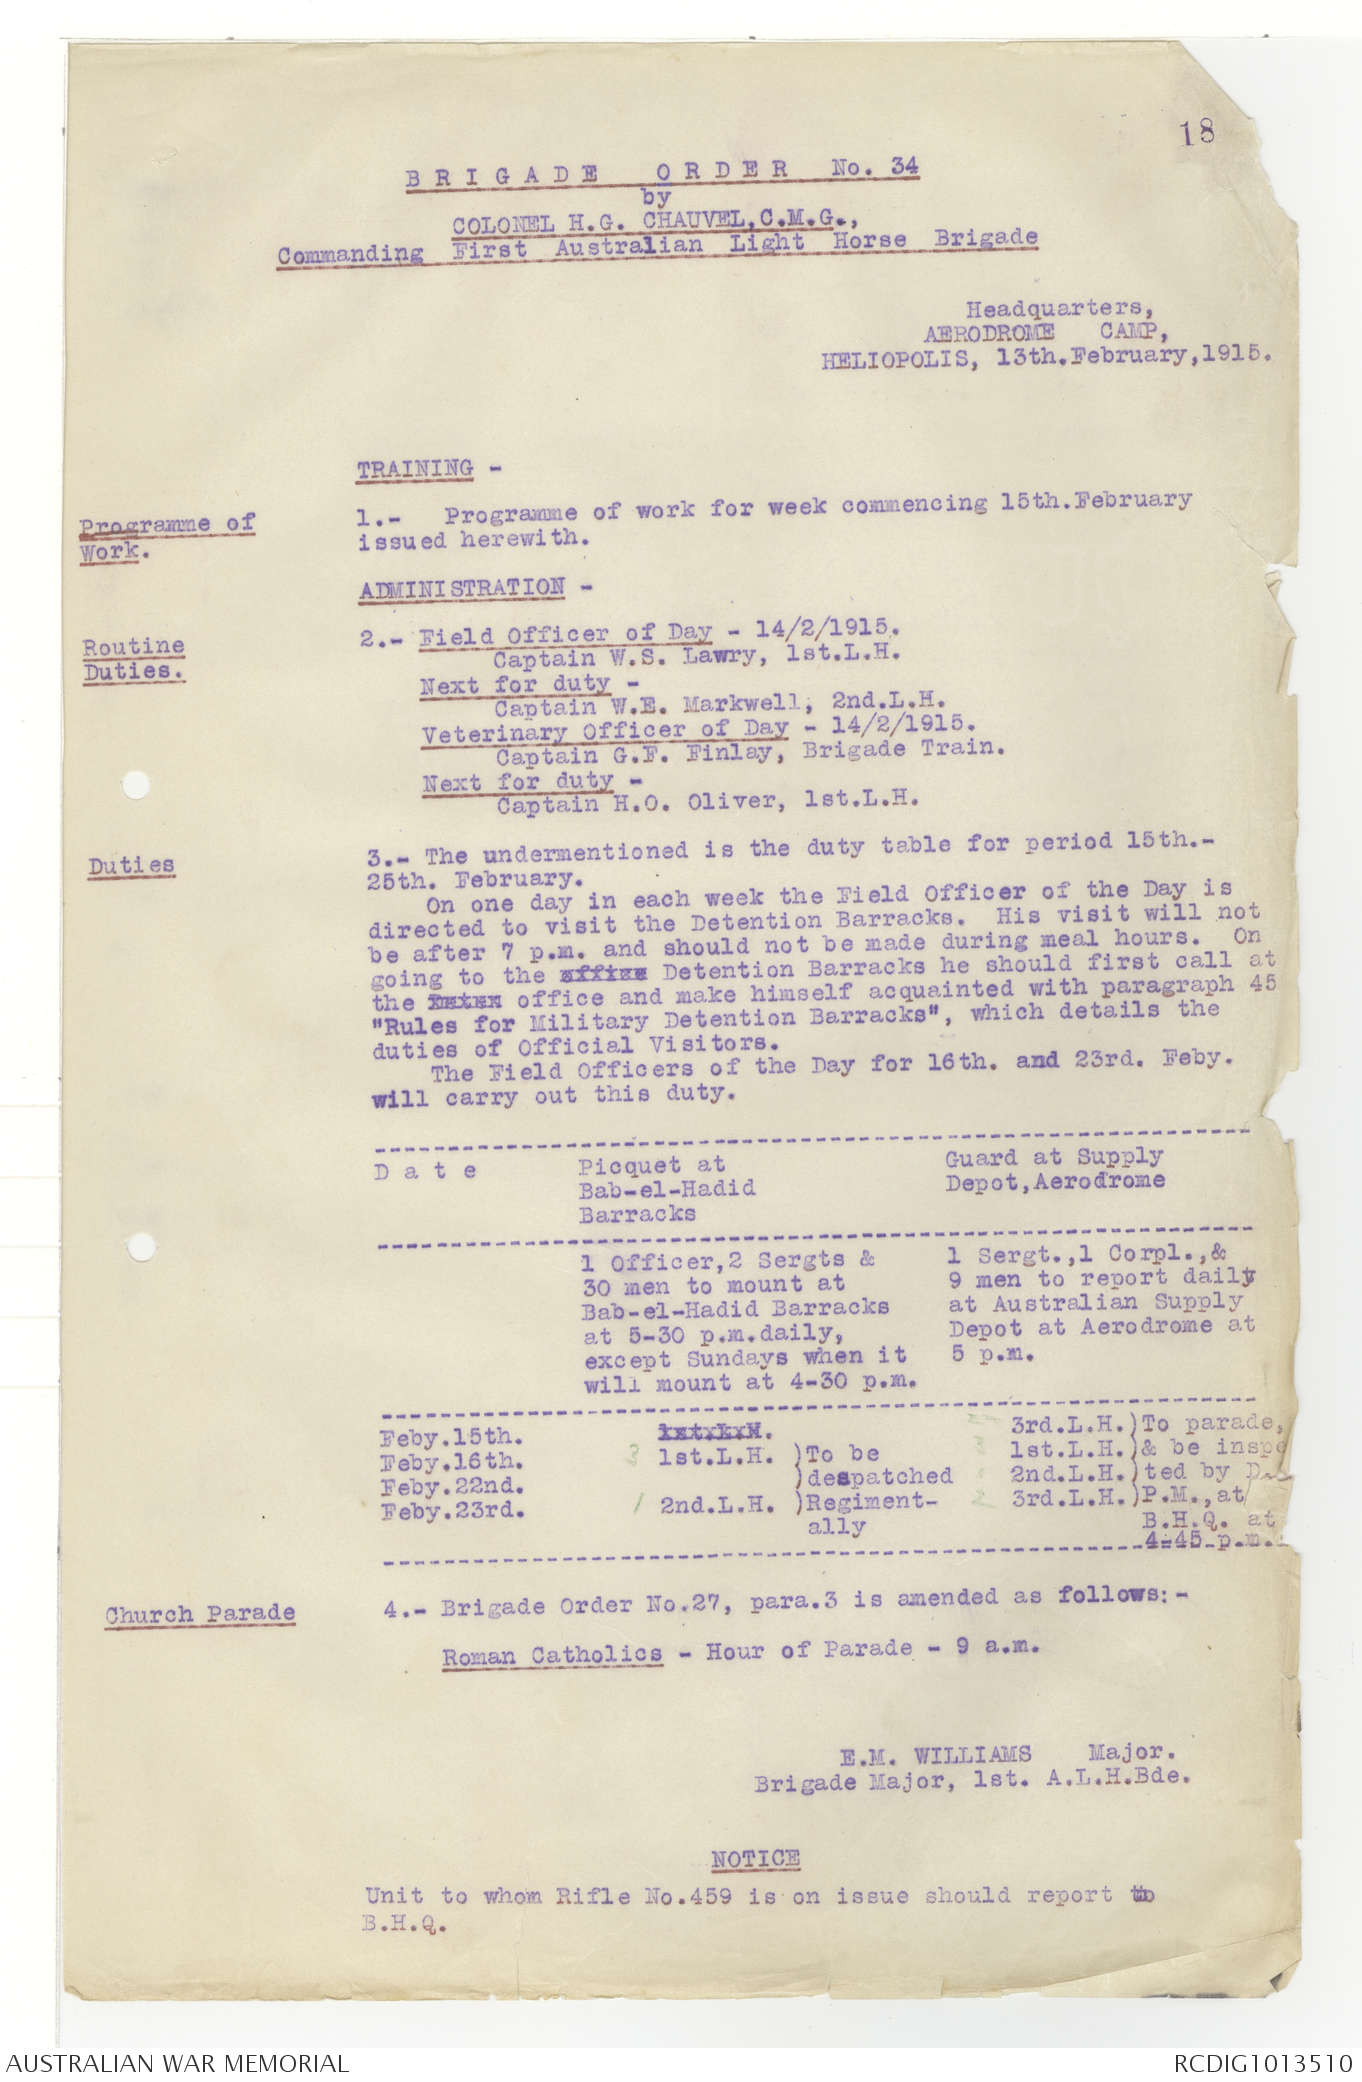 18
BRIGADE ORDER No. 34
by
COLONEL H.G. CHAUVEL,C.M.G.,
Commanding First Australian Light Horse Brigade
Headquarters,
AERODROME CAMP,
HELIOPOLIS, 13th.February,1915.
TRAINING -
Programme of
Work.
1.- Programme of work for week commencing 15th.February
issued herewith.
ADMINISTRATION -
Routine
Duties.
2.- Field Officer of Day - 14/2/1915.
Captain W.S. Lawry, 1st.L.H.
Next for duty -
Captain W.E. Markwell, 2nd.L.H.
Veterinary Officer of Day - 14/2/1915.
Captain G.F. Finlay, Brigade Train.
Next for duty -
Captain H.O. Oliver, 1st.L.H.
Duties
3.- The undermentioned is the duty table for period 15th.-
25th. February.
On one day in each week the Field Officer of the Day is
directed to visit the Detention Barracks. His visit will not
be after 7 p.m. and should not be made during meal hours. On
going to the office Detention Barracks he should first call at
the office and make himself acquainted with paragraph 45
"Rules for Military Detention Barracks", which details the
duties of Official Visitors.
The Field Officers of the Day for 16th. and 23rd. Feby.
will carry out this duty.
Date Picquet at Guard at Supply
Bab-el-Hadid Depot,Aerodrome
Barracks
1 Officer,2 Sergts & 1 Sergt.,1 Corpl.,&
30 men to mount at 9 men to report daily
Bab-el-Hadid Barracks at Australian Supply
at 5-30 p.m.daily, Depot at Aerodrome at
except Sundays when it 5 p.m.
will mount at 4-30 p.m.
Feby.15th. 1st.L.H. 3rd.L.H.)To parade,
Feby.16th. 3 1st.L.H. )To be 3 1st.L.H.)& be inspec
Feby.22nd. )despatched 2nd.L.H.)ted by
Feby.23rd. 1 2nd.L.H. )Regiment- 2 3rd.L.H.)P.M.,at
ally B.H.Q. at
4-45 p.m.
Church Parade
4.- Brigade Order No.27, para.3 is amended as follows:-
Roman Catholics - Hour of Parade - 9 a.m.
E.M. WILLIAMS Major.
Brigade Major, 1st. A.L.H.Bde.
NOTICE
Unit to whom Rifle No.459 is on issue should report to
B.H.Q.
AUSTRALIAN WAR MEMORIAL RCDIG1013510